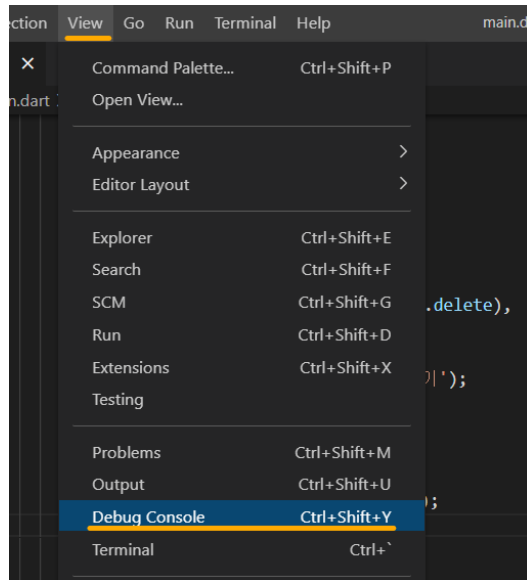 ection View Go Run Terminal Help main.d
n.dart
Command Palette... Ctrl+Shift+P
Open View...
Appearance
Editor Layout
Explorer Ctrl+Shift+E
Search Ctrl+Shift+F
SCM Ctrl+Shift+G
.delete),
Run Ctrl+Shift+D
Extensions Ctrl+Shift+X
기');
Testing
Problems Ctrl+Shift+M
Output Ctrl+Shift+U
);
Debug Console Ctrl+Shift+Y
Terminal Ctrl+`